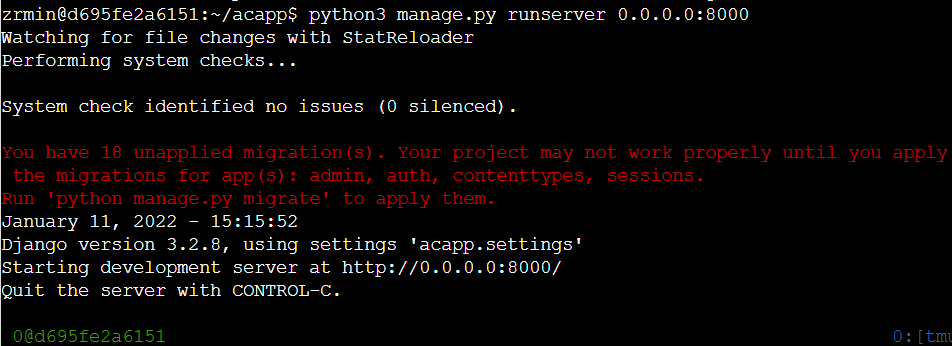 zrmin@d695fe2a6151:~/acapp$ python3 manage.py runserver 0.0.0.0:8000
Watching for file changes with StatReloader
Performing system checks...
System check identified no issues (0 silenced).
You have 18 unapplied migration(s). Your project may not work properly until you apply
the migrations for app(s): admin, auth, contenttypes, sessions.
Run 'python manage.py migrate' to apply them.
January 11, 2022 - 15:15:52
Django version 3.2.8, using settings 'acapp.settings'
Starting development server at http://0.0.0.0:8000/
Quit the server with CONTROL-C.
0@d695fe2a6151 0:[tmu